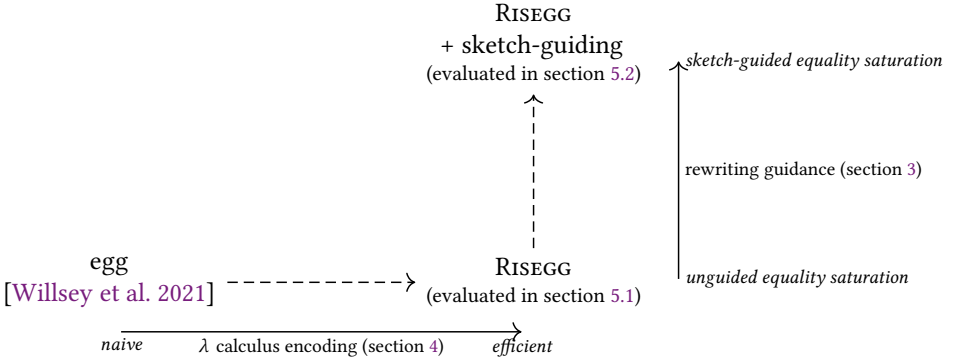 RISEGG
+ sketch-guiding
(evaluated in section 5.2)
sketch-guided equality saturation
rewriting guidance (section 3)
egg
[Willsey et al. 2021]
RISEGG
(evaluated in section 5.1)
unguided equality saturation
naive
λ calculus encoding (section 4)
efficient